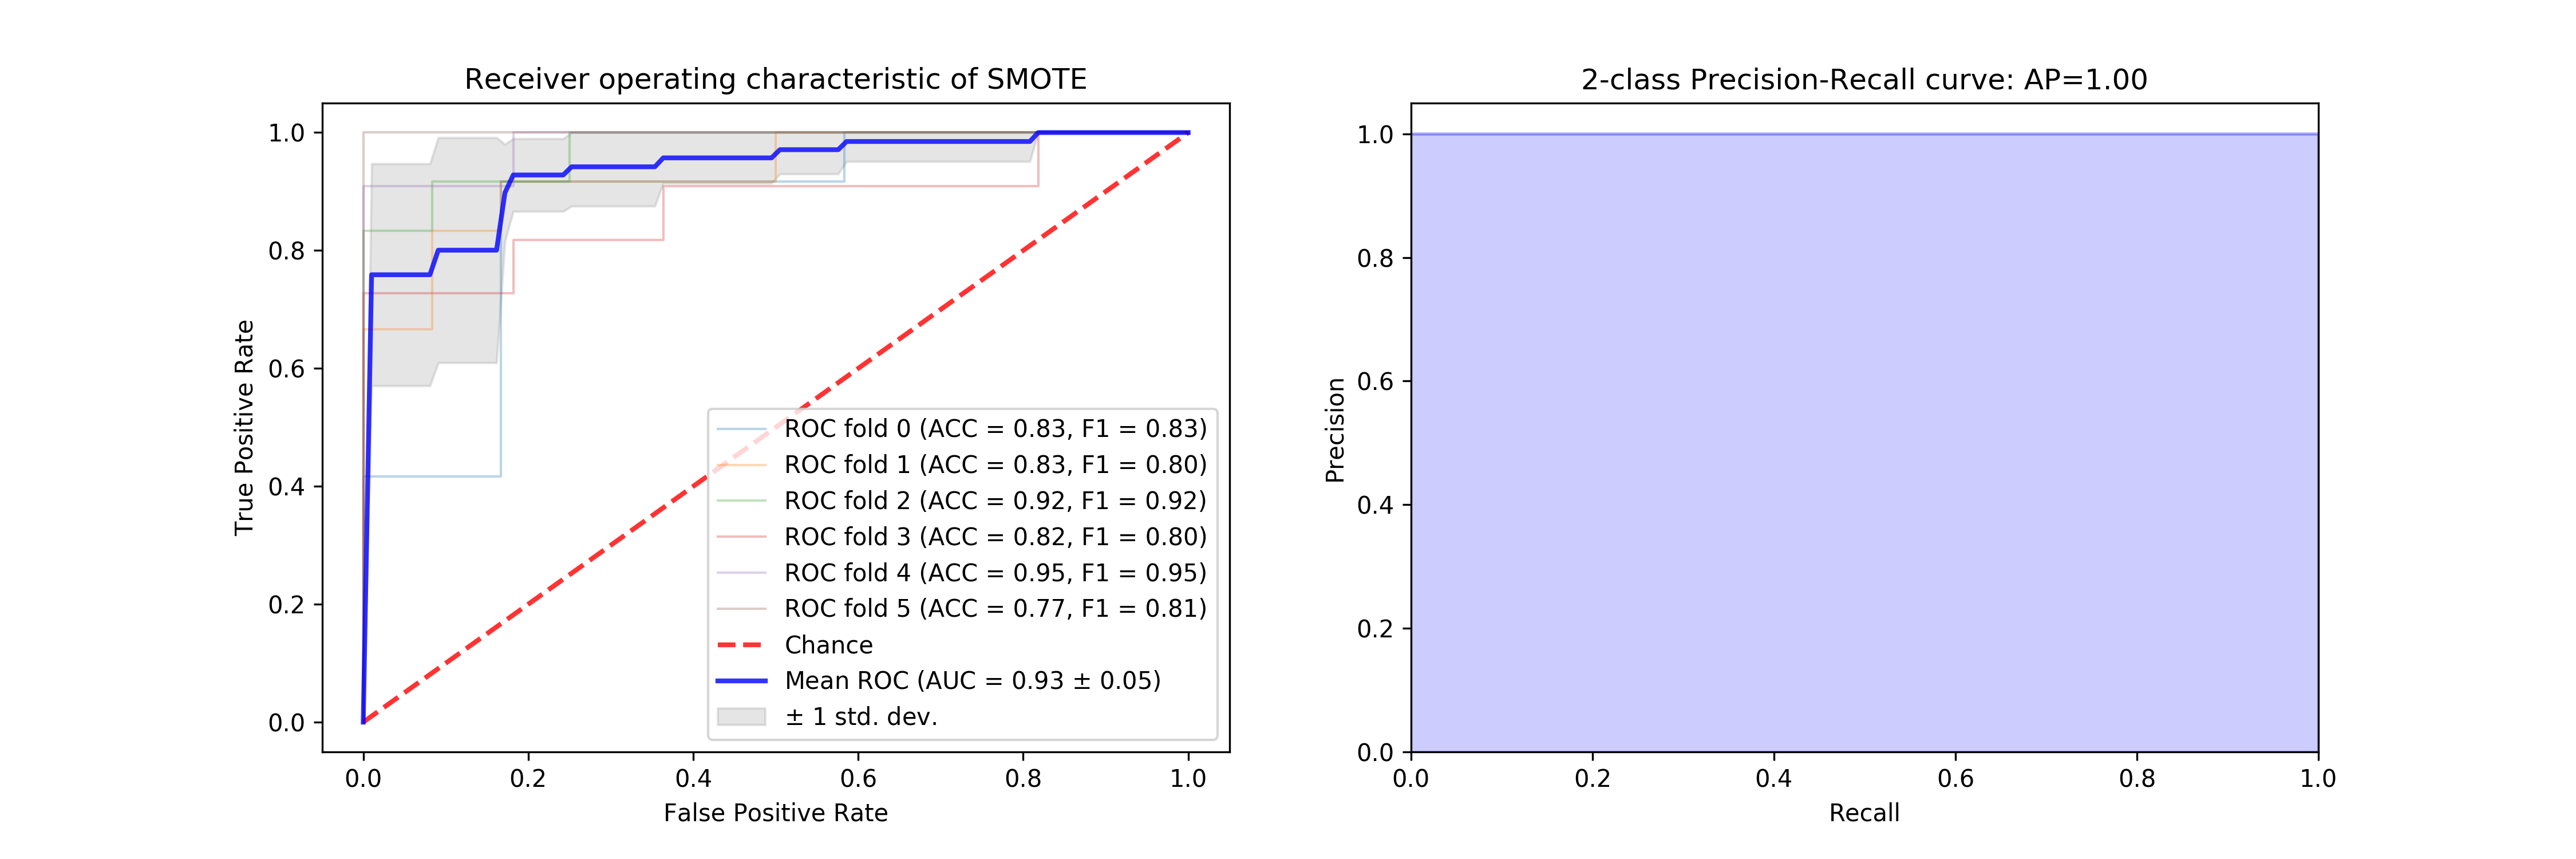 Receiver operating characteristic of SMOTE
True Positive Rate
1.0
0.8
0.6
0.4
0.2
0.0
ROC fold 0 (ACC = 0.83, F1 = 0.83)
ROC fold 1 (ACC = 0.83, F1 = 0.80)
ROC fold 2 (ACC = 0.92, F1 = 0.92)
ROC fold 3 (ACC = 0.82, F1 = 0.80)
ROC fold 4 (ACC = 0.95, F1 = 0.95)
ROC fold 5 (ACC = 0.77, F1 = 0.81)
Chance
Mean ROC (AUC = 0.93 ± 0.05)
± 1 std. dev.
0.0 0.2 0.4 0.6 0.8 1.0
False Positive Rate
2-class Precision-Recall curve: AP=1.00
Precision
1.0
0.8
0.6
0.4
0.2
0.0
0.0 0.2 0.4 0.6 0.8 1.0
Recall